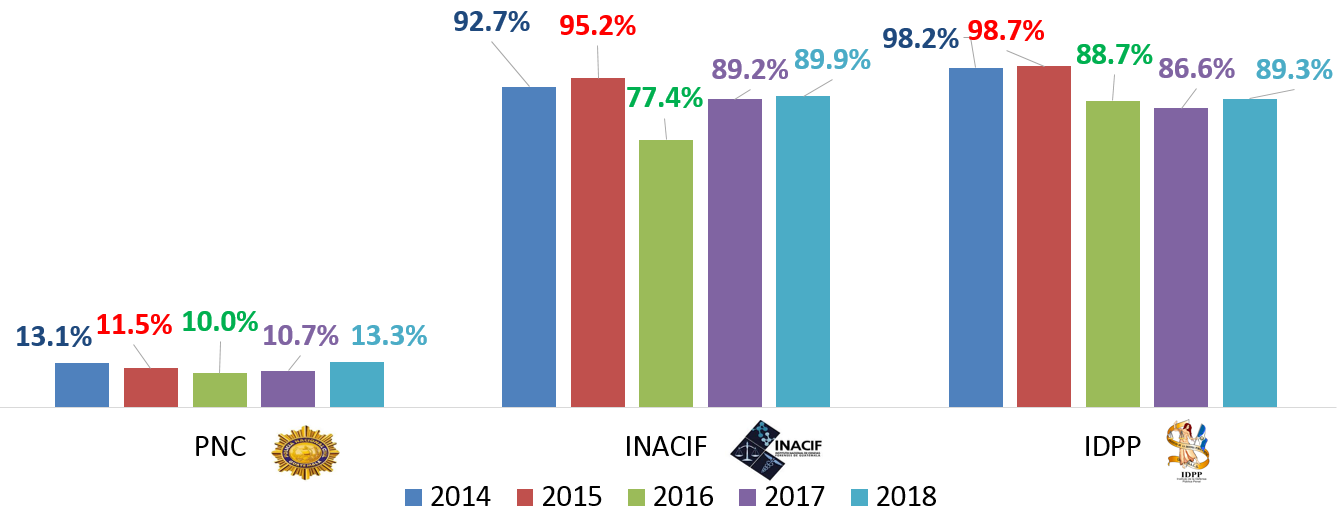 92.7%
95.2%
77.4%
89.2%
89.9%
98.2%
98.7%
88.7%
86.6%
89.3%
13.1%
11.5%
10.0%
10.7%
13.3%
PNC
INACIF
INACIF
IDPP
IDPP
2014 2015 2016 2017 2018